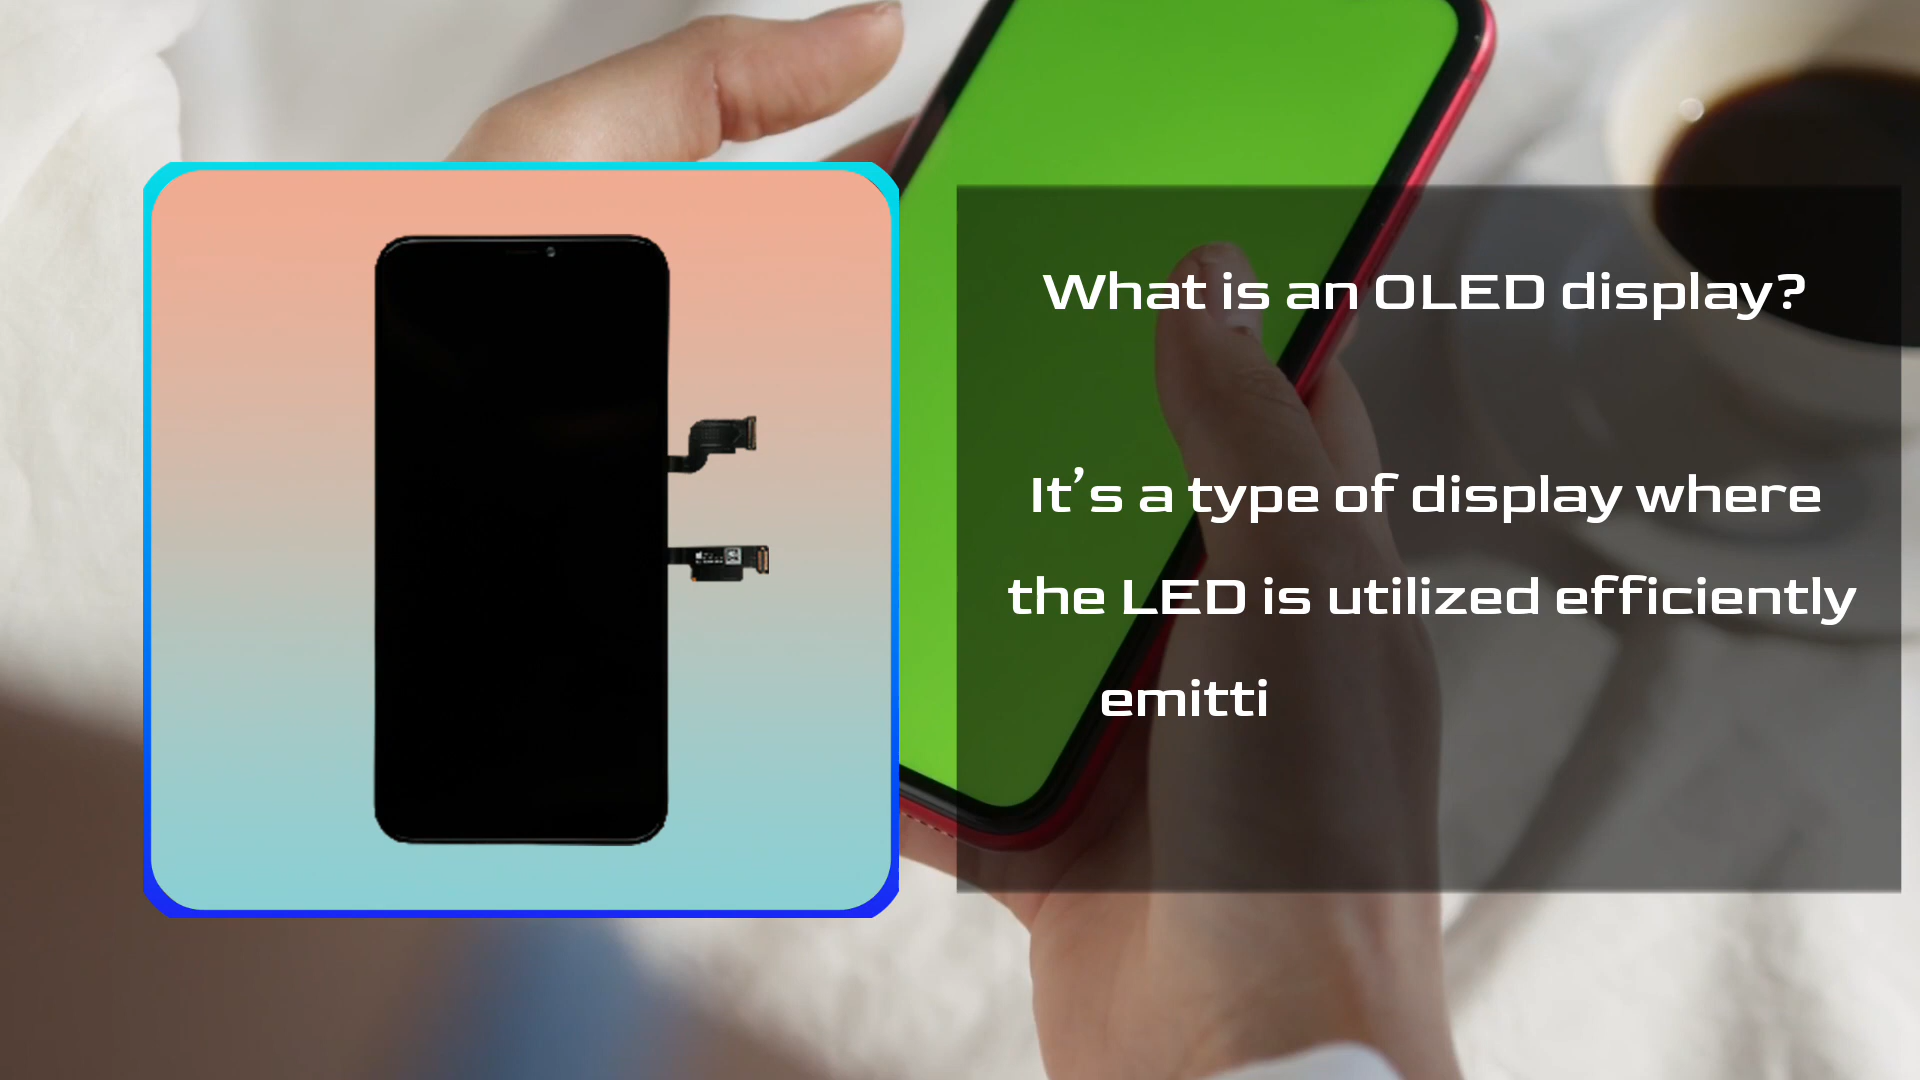 What is an OLED display?
It’s a type of display where
the LED is utilized efficiently
emitti